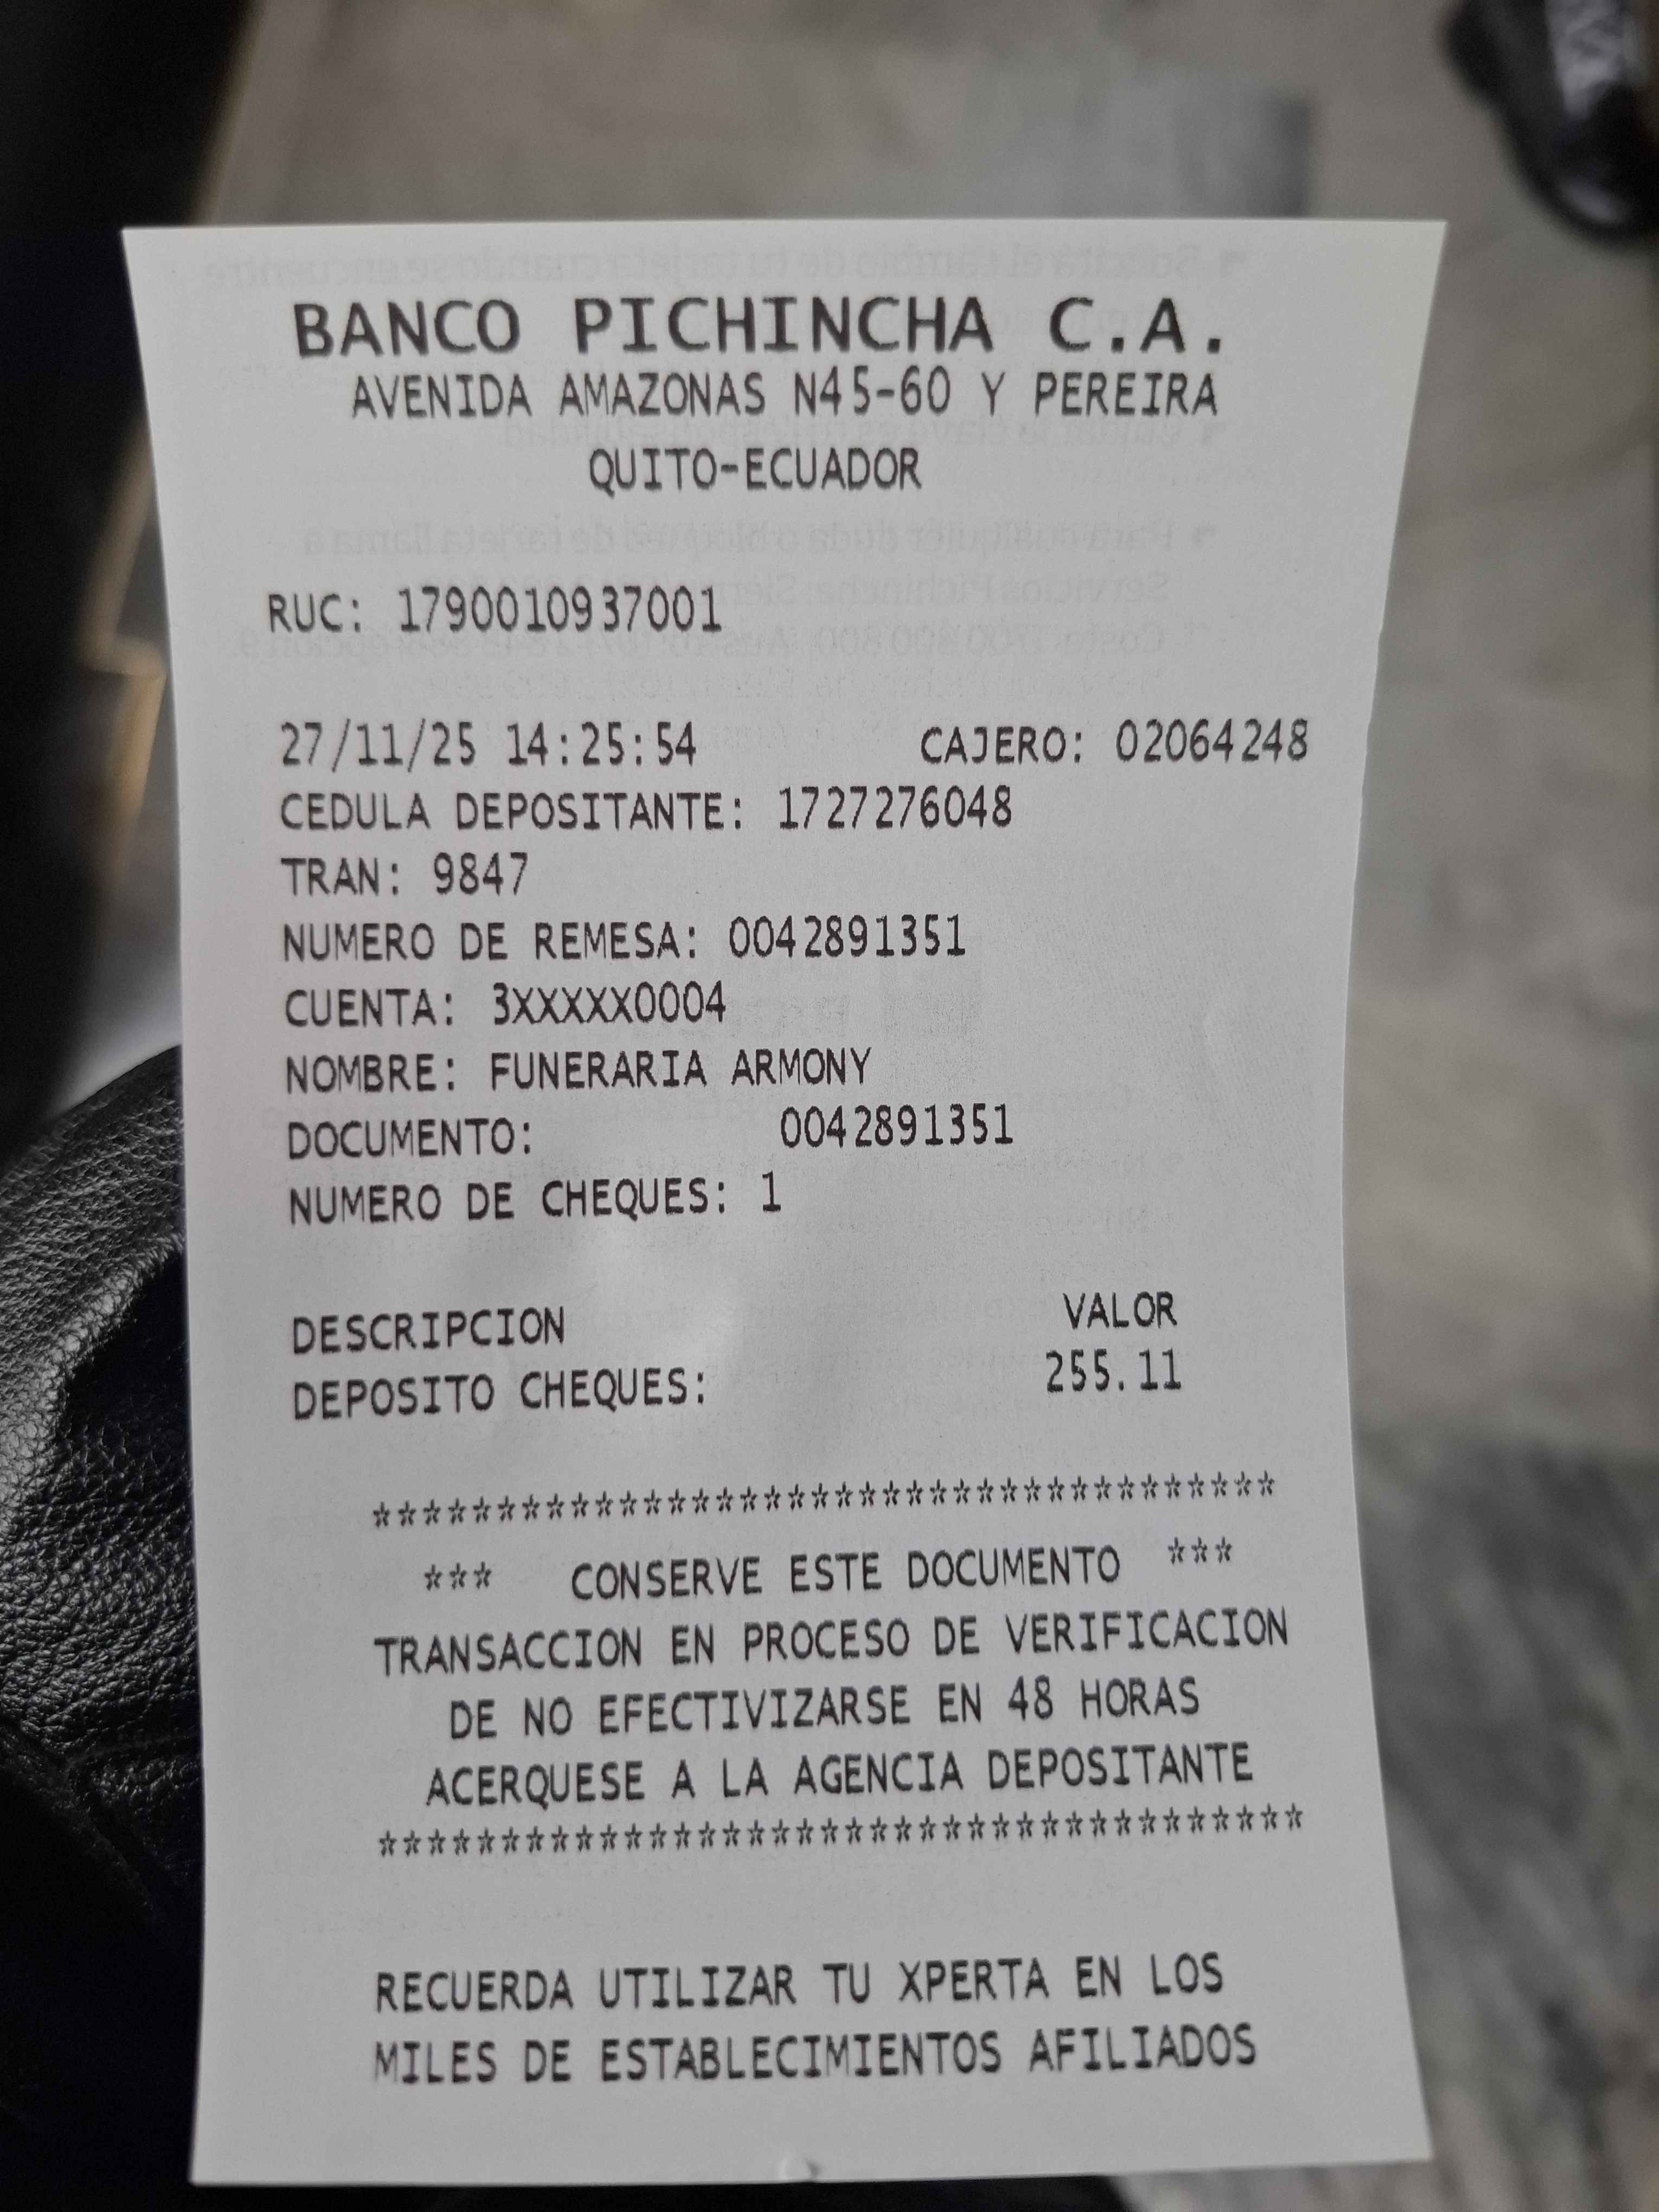 BANCO PICHINCHA C.A.
AVENIDA AMAZONAS N45-60 Y PEREIRA
QUITO-ECUADOR
RUC: 1790010937001
27/11/25 14:25:54 CAJERO: 02064248
CEDULA DEPOSITANTE: 1727276048
TRAN: 9847
NUMERO DE REMESA: 0042891351
CUENTA: 3XXXXX0004
NOMBRE: FUNERARIA ARMONY
DOCUMENTO: 0042891351
NUMERO DE CHEQUES: 1
DESCRIPCION VALOR
DEPOSITO CHEQUES: 255.11
**************************************
*** CONSERVE ESTE DOCUMENTO ***
TRANSACCION EN PROCESO DE VERIFICACION
DE NO EFECTIVIZARSE EN 48 HORAS
ACERQUESE A LA AGENCIA DEPOSITANTE
**************************************
RECUERDA UTILIZAR TU XPERTA EN LOS
MILES DE ESTABLECIMIENTOS AFILIADOS